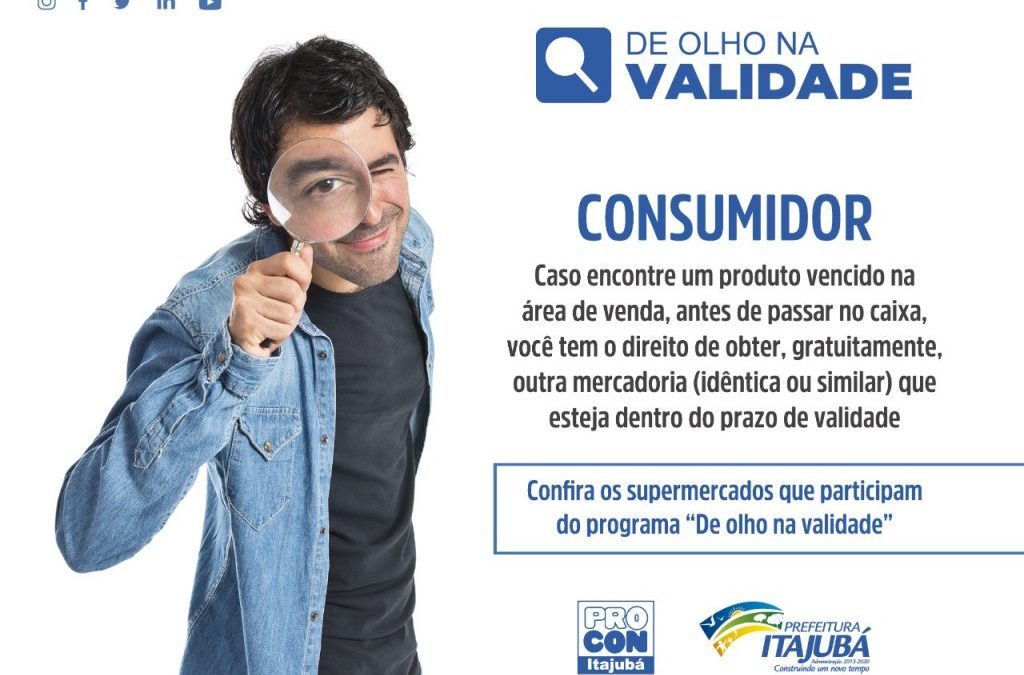 DE OLHO NA
VALIDADE
CONSUMIDOR
Caso encontre um produto vencido na
área de venda, antes de passar no caixa,
você tem o direito de obter, gratuitamente,
outra mercadoria (idêntica ou similar) que
esteja dentro do prazo de validade
Confira os supermercados que participam
do programa “De olho na validade”
PRO
CON
Itajubá
PREFEITURA
ITAJUBÁ
Administração 2013-2020
Construindo um novo tempo